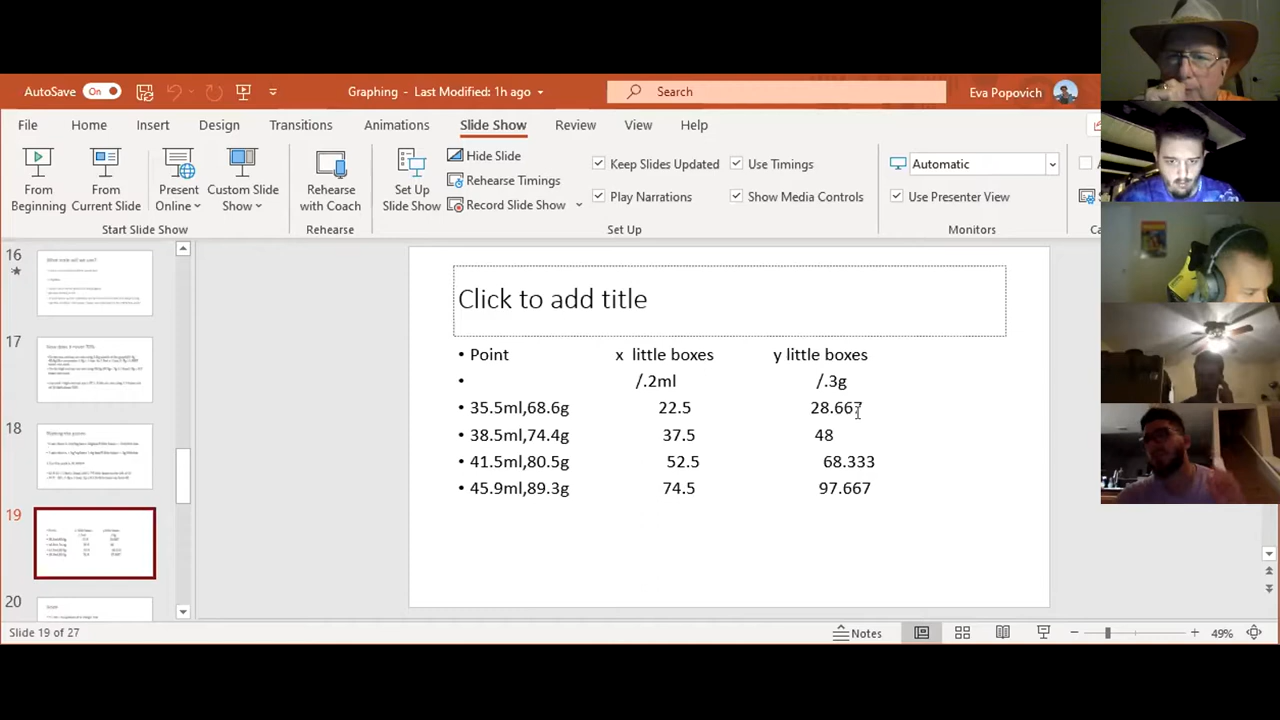 AutoSave On
Graphing - Last Modified: 1h ago
Search
Eva Popovich
File Home Insert Design Transitions Animations Slide Show Review View Help
From Beginning
From Current Slide
Present Online
Custom Slide Show
Start Slide Show
Rehearse with Coach
Rehearse
Set Up Slide Show
Hide Slide
Rehearse Timings
Record Slide Show
Keep Slides Updated
Play Narrations
Use Timings
Show Media Controls
Set Up
Automatic
Use Presenter View
Monitors
16
17
18
19
20
Click to add title
• Point x little boxes y little boxes
• /.2ml /.3g
• 35.5ml,68.6g 22.5 28.667
• 38.5ml,74.4g 37.5 48
• 41.5ml,80.5g 52.5 68.333
• 45.9ml,89.3g 74.5 97.667
Slide 19 of 27
Notes
49%